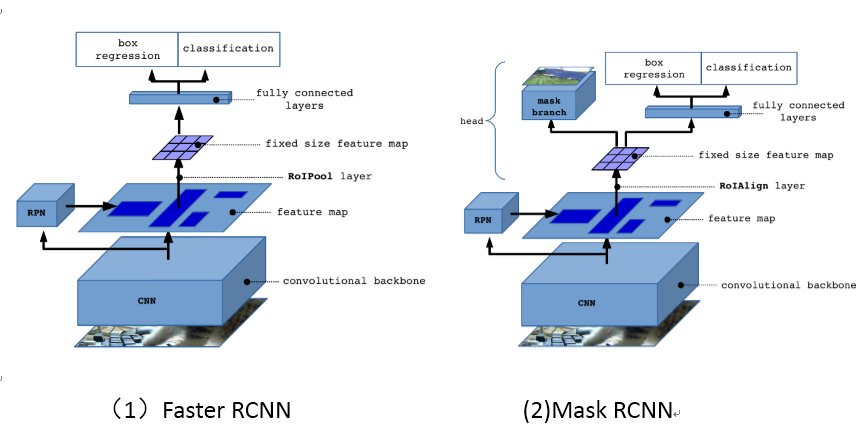 box
regression
classification
fully connected
layers
fixed size feature map
RoIPool layer
RPN
feature map
convolutional backbone
CNN
（1）Faster RCNN
box
regression
classification
mask
branch
fully connected
layers
head
fixed size feature map
RoIAlign layer
RPN
feature map
convolutional backbone
CNN
(2)Mask RCNN